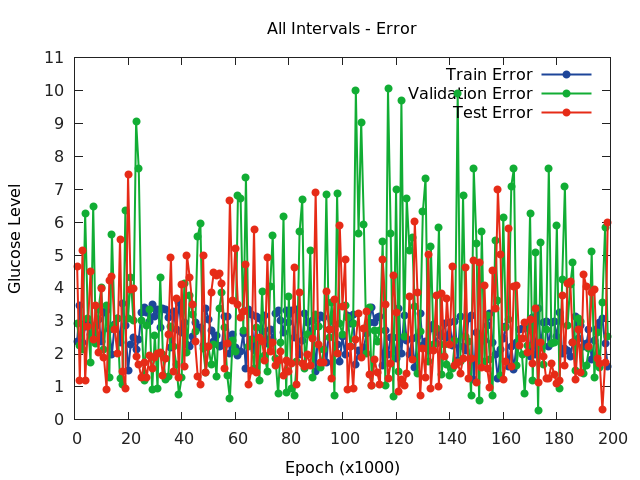 All Intervals - Error
11
10
9
8
7
6
5
4
3
2
1
0
Glucose Level
Train Error
Validation Error
Test Error
0 20 40 60 80 100 120 140 160 180 200
Epoch (x1000)